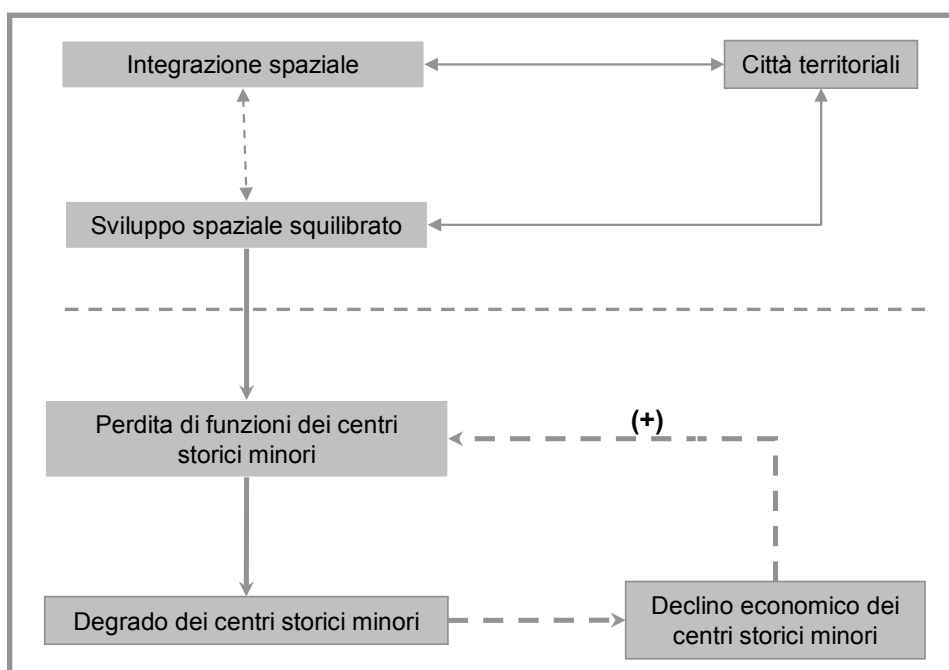 Integrazione spaziale
Città territoriali
Sviluppo spaziale squilibrato
Perdita di funzioni dei centri
storici minori
(+)
Degrado dei centri storici minori
Declino economico dei
centri storici minori